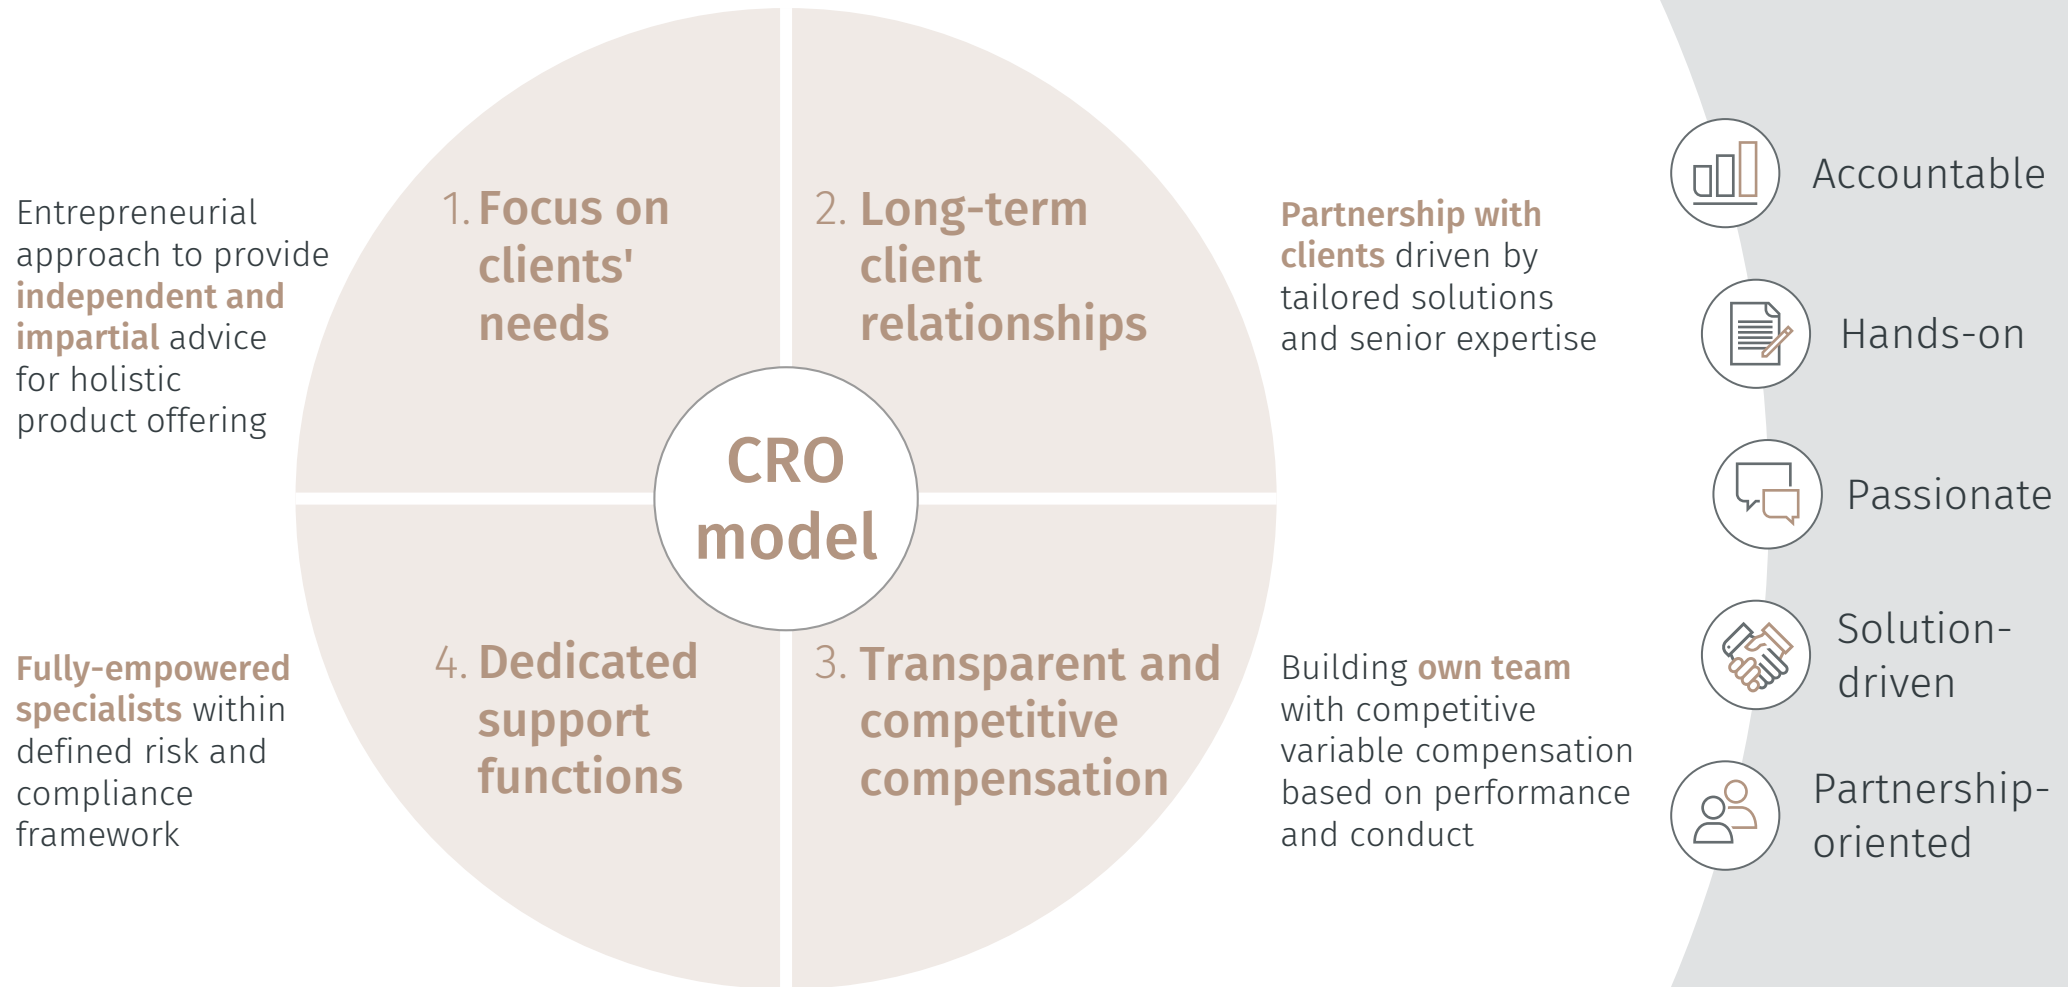 Entrepreneurial
approach to provide
independent and
impartial advice
for holistic
product offering
1. Focus on
clients'
needs
2. Long-term
client
relationships
Partnership with
clients driven by
tailored solutions
and senior expertise
CRO
model
Fully-empowered
specialists within
defined risk and
compliance
framework
4. Dedicated
support
functions
3. Transparent and
competitive
compensation
Building own team
with competitive
variable compensation
based on performance
and conduct
Accountable
Hands-on
Passionate
Solution-
driven
Partnership-
oriented